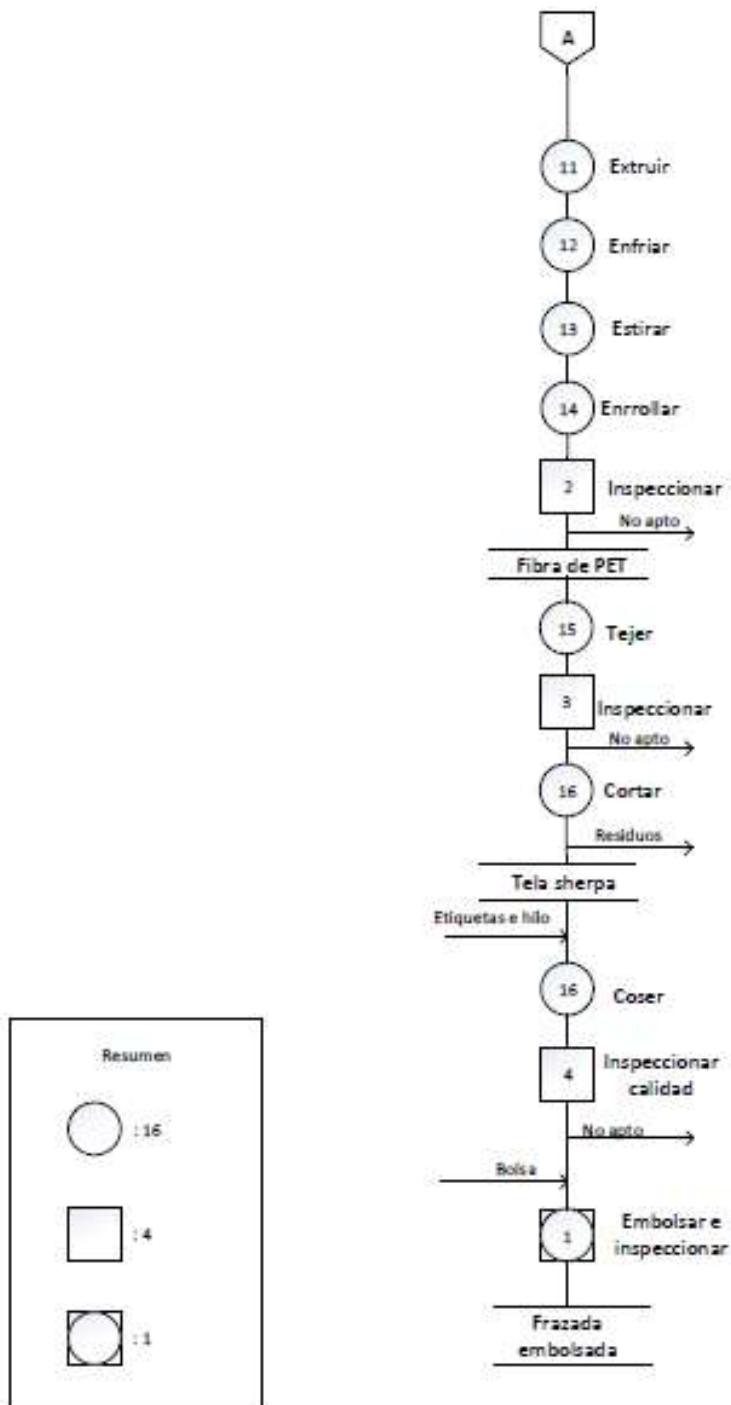 A
11 Extruir
12 Enfriar
13 Estirar
14 Enrrollar
2 Inspeccionar
No apto
Fibra de PET
15 Tejer
3 Inspeccionar
No apto
16 Cortar
Residuos
Tela sherpa
Etiquetas e hilo
16 Coser
4 Inspeccionar
calidad
No apto
Bolsa
1 Embolsar e
inspeccionar
Frazada
embolsada
Resumen
: 16
: 4
: 1